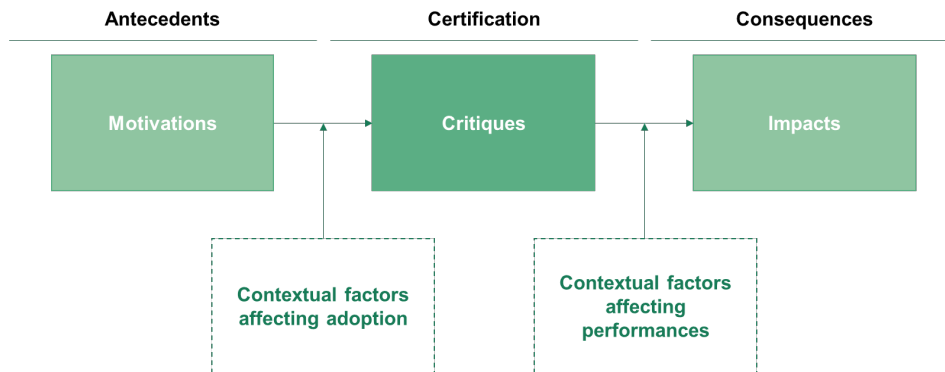 Antecedents
Certification
Consequences
Motivations
Critiques
Impacts
Contextual factors
affecting adoption
Contextual factors
affecting
performances